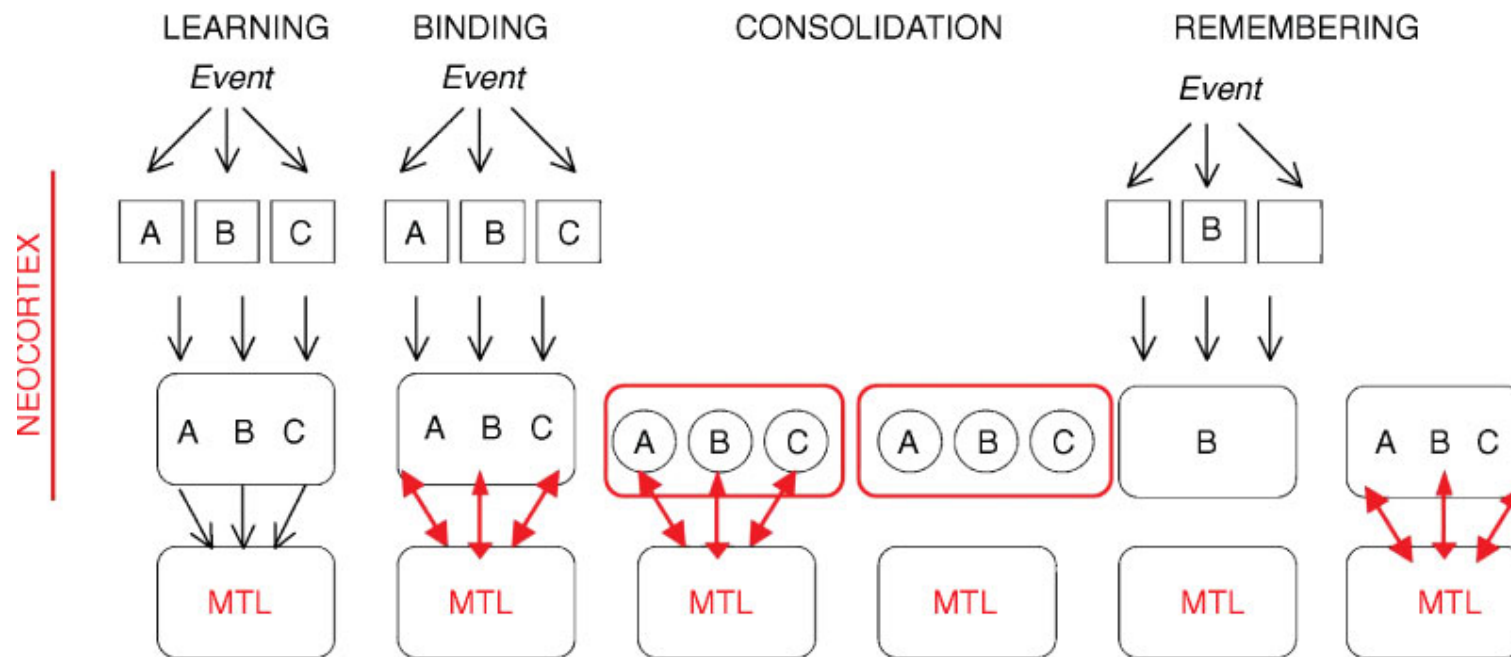 LEARNING BINDING CONSOLIDATION REMEMBERING
Event Event Event
NEOCORTEX
A B C A B C B
A B C A B C A B C A B C B A B C
MTL MTL MTL MTL MTL MTL